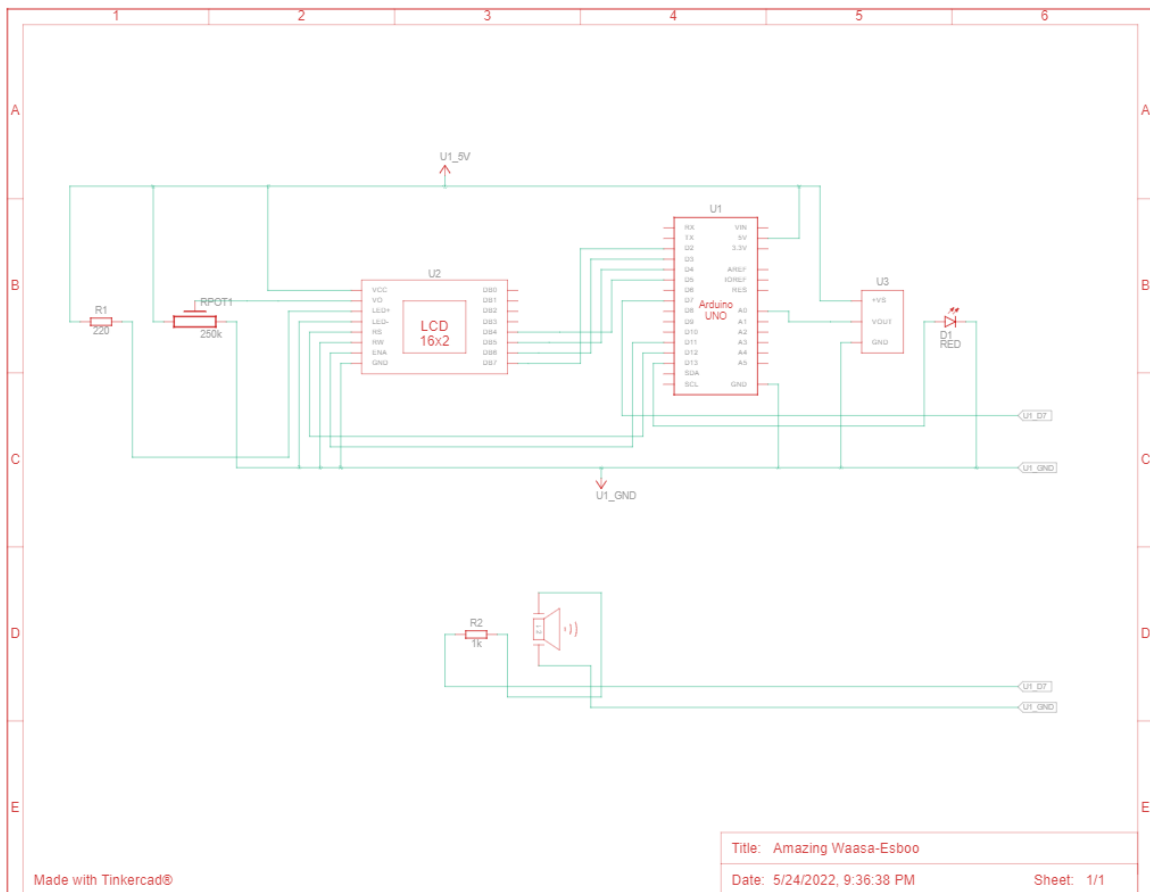 1 2 3 4 5 6
A A
U1_5V
U1
RX VIN
TX 5V
D2 3.3V
D3
D4 AREF
D5 IOREF
D6 RES
D7
D8 A0
D9 A1
D10 A2
D11 A3
D12 A4
D13 A5
SDA
SCL GND
Arduino
UNO
B B
U2
VCC DB0
VO DB1
LED+ DB2
LED- DB3
RS DB4
RW DB5
ENA DB6
GND DB7
LCD
16x2
U3
+VS
VOUT
GND
R1
220
RPOT1
250k
D1
RED
U1_D7
C C
U1_GND
U1_GND
D D
R2
1k
U1_D7
U1_GND
E E
Title: Amazing Waasa-Esboo
Made with Tinkercad®
Date: 5/24/2022, 9:36:38 PM Sheet: 1/1